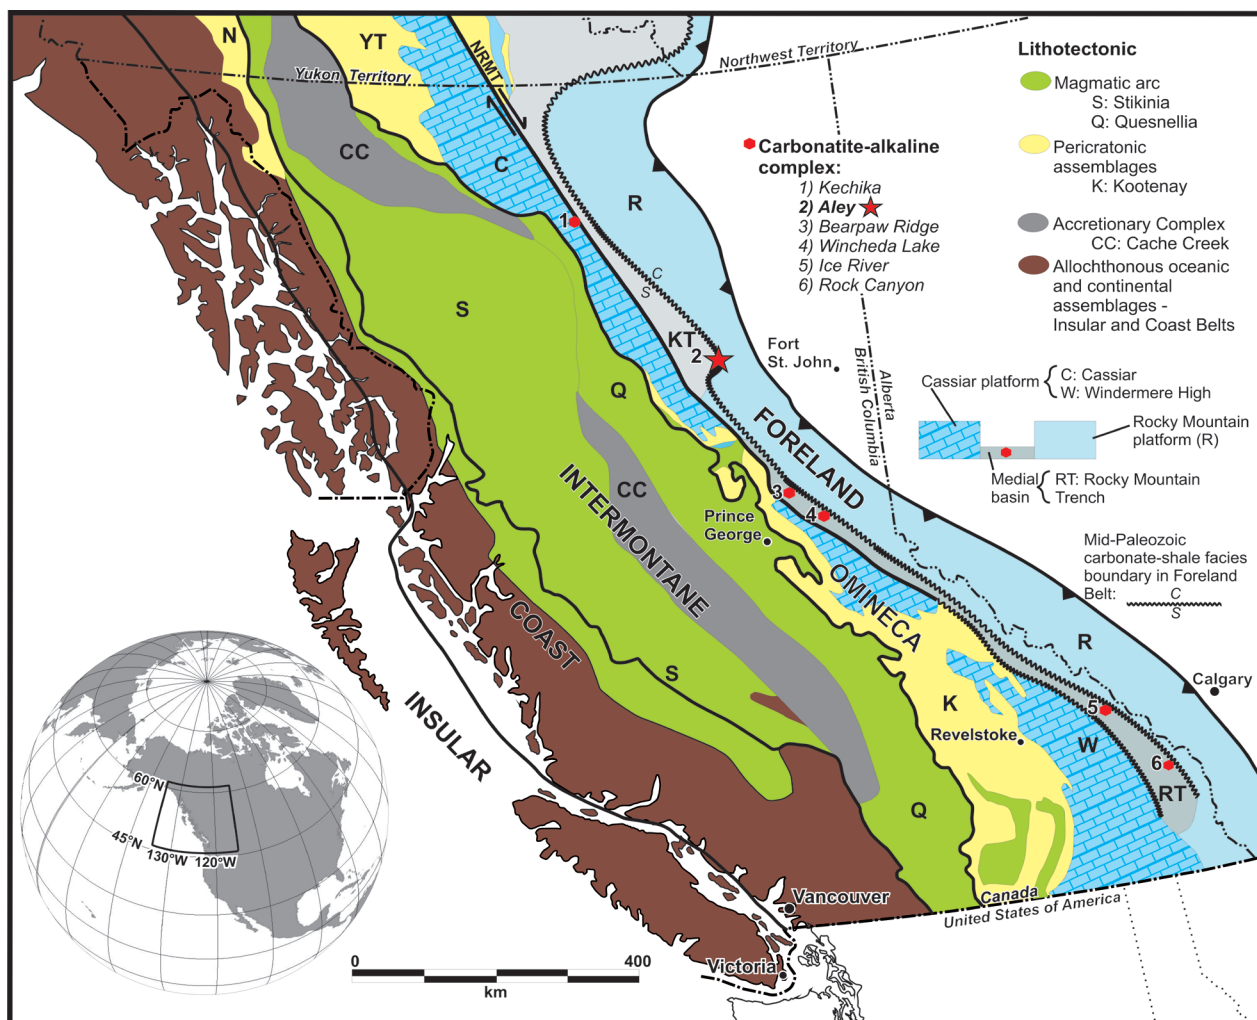 N
YT
NRMT
Yukon Territory
Northwest Territory
CC
C
R
1
C
S
S
KT
2
Q
Fort
St. John
Alberta
British Columbia
FORELAND
CC
INTERMONTANE
Prince
George
3
4
OMINECA
COAST
S
INSULAR
K
Revelstoke
R
Calgary
5
W
6
RT
Q
Vancouver
Victoria
Canada
United States of America
Lithotectonic
Magmatic arc
S: Stikinia
Q: Quesnellia
Pericratonic
assemblages
K: Kootenay
Accretionary Complex
CC: Cache Creek
Allochthonous oceanic
and continental
assemblages -
Insular and Coast Belts
Carbonatite-alkaline
complex:
1) Kechika
2) Aley
3) Bearpaw Ridge
4) Wincheda Lake
5) Ice River
6) Rock Canyon
Cassiar platform
C: Cassiar
W: Windermere High
Rocky Mountain
platform (R)
Medial
basin
RT: Rocky Mountain
Trench
Mid-Paleozoic
carbonate-shale facies
boundary in Foreland
Belt:
C
S
60°N
45°N
130°W
120°W
0
400
km